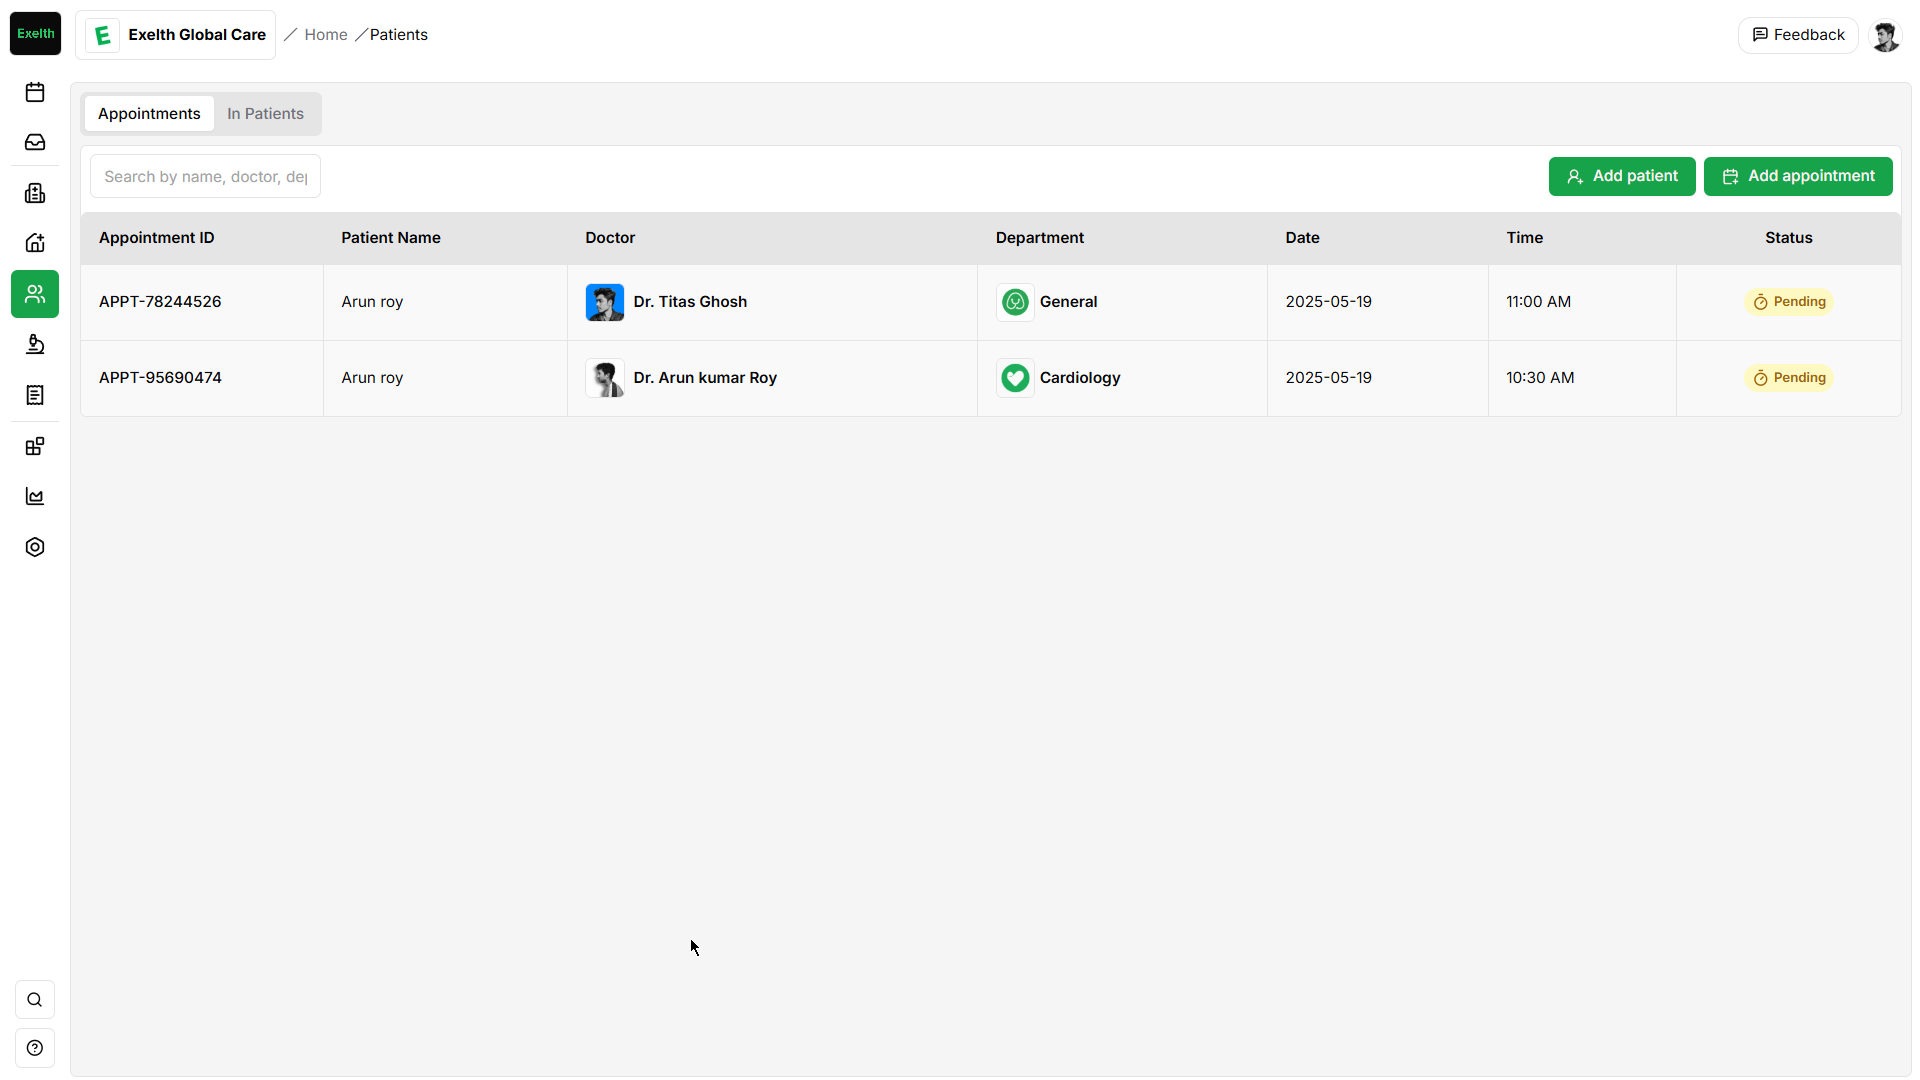 Exelth
E Exelth Global Care / Home / Patients
Feedback
Appointments In Patients
Search by name, doctor, dep
Add patient Add appointment
Appointment ID Patient Name Doctor Department Date Time Status
APPT-78244526 Arun roy Dr. Titas Ghosh General 2025-05-19 11:00 AM Pending
APPT-95690474 Arun roy Dr. Arun kumar Roy Cardiology 2025-05-19 10:30 AM Pending